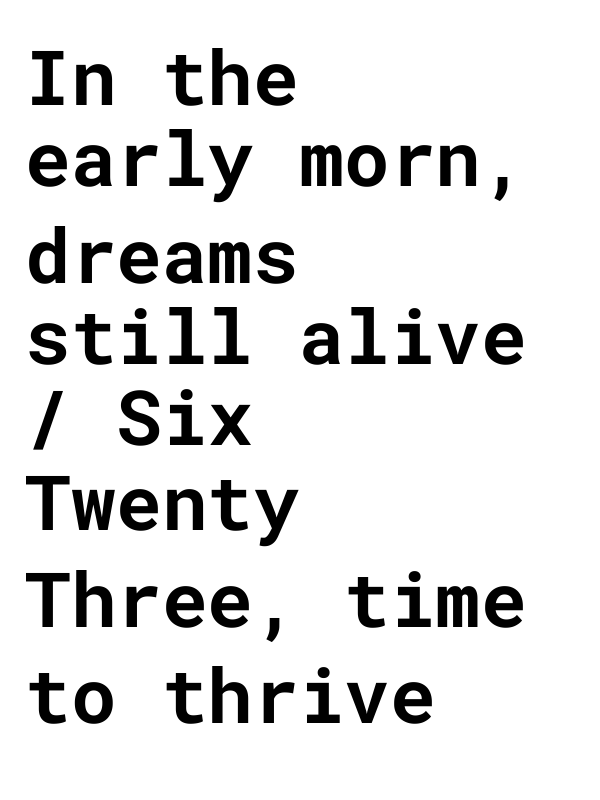 In the
early morn,
dreams
still alive
/ Six
Twenty
Three, time
to thrive